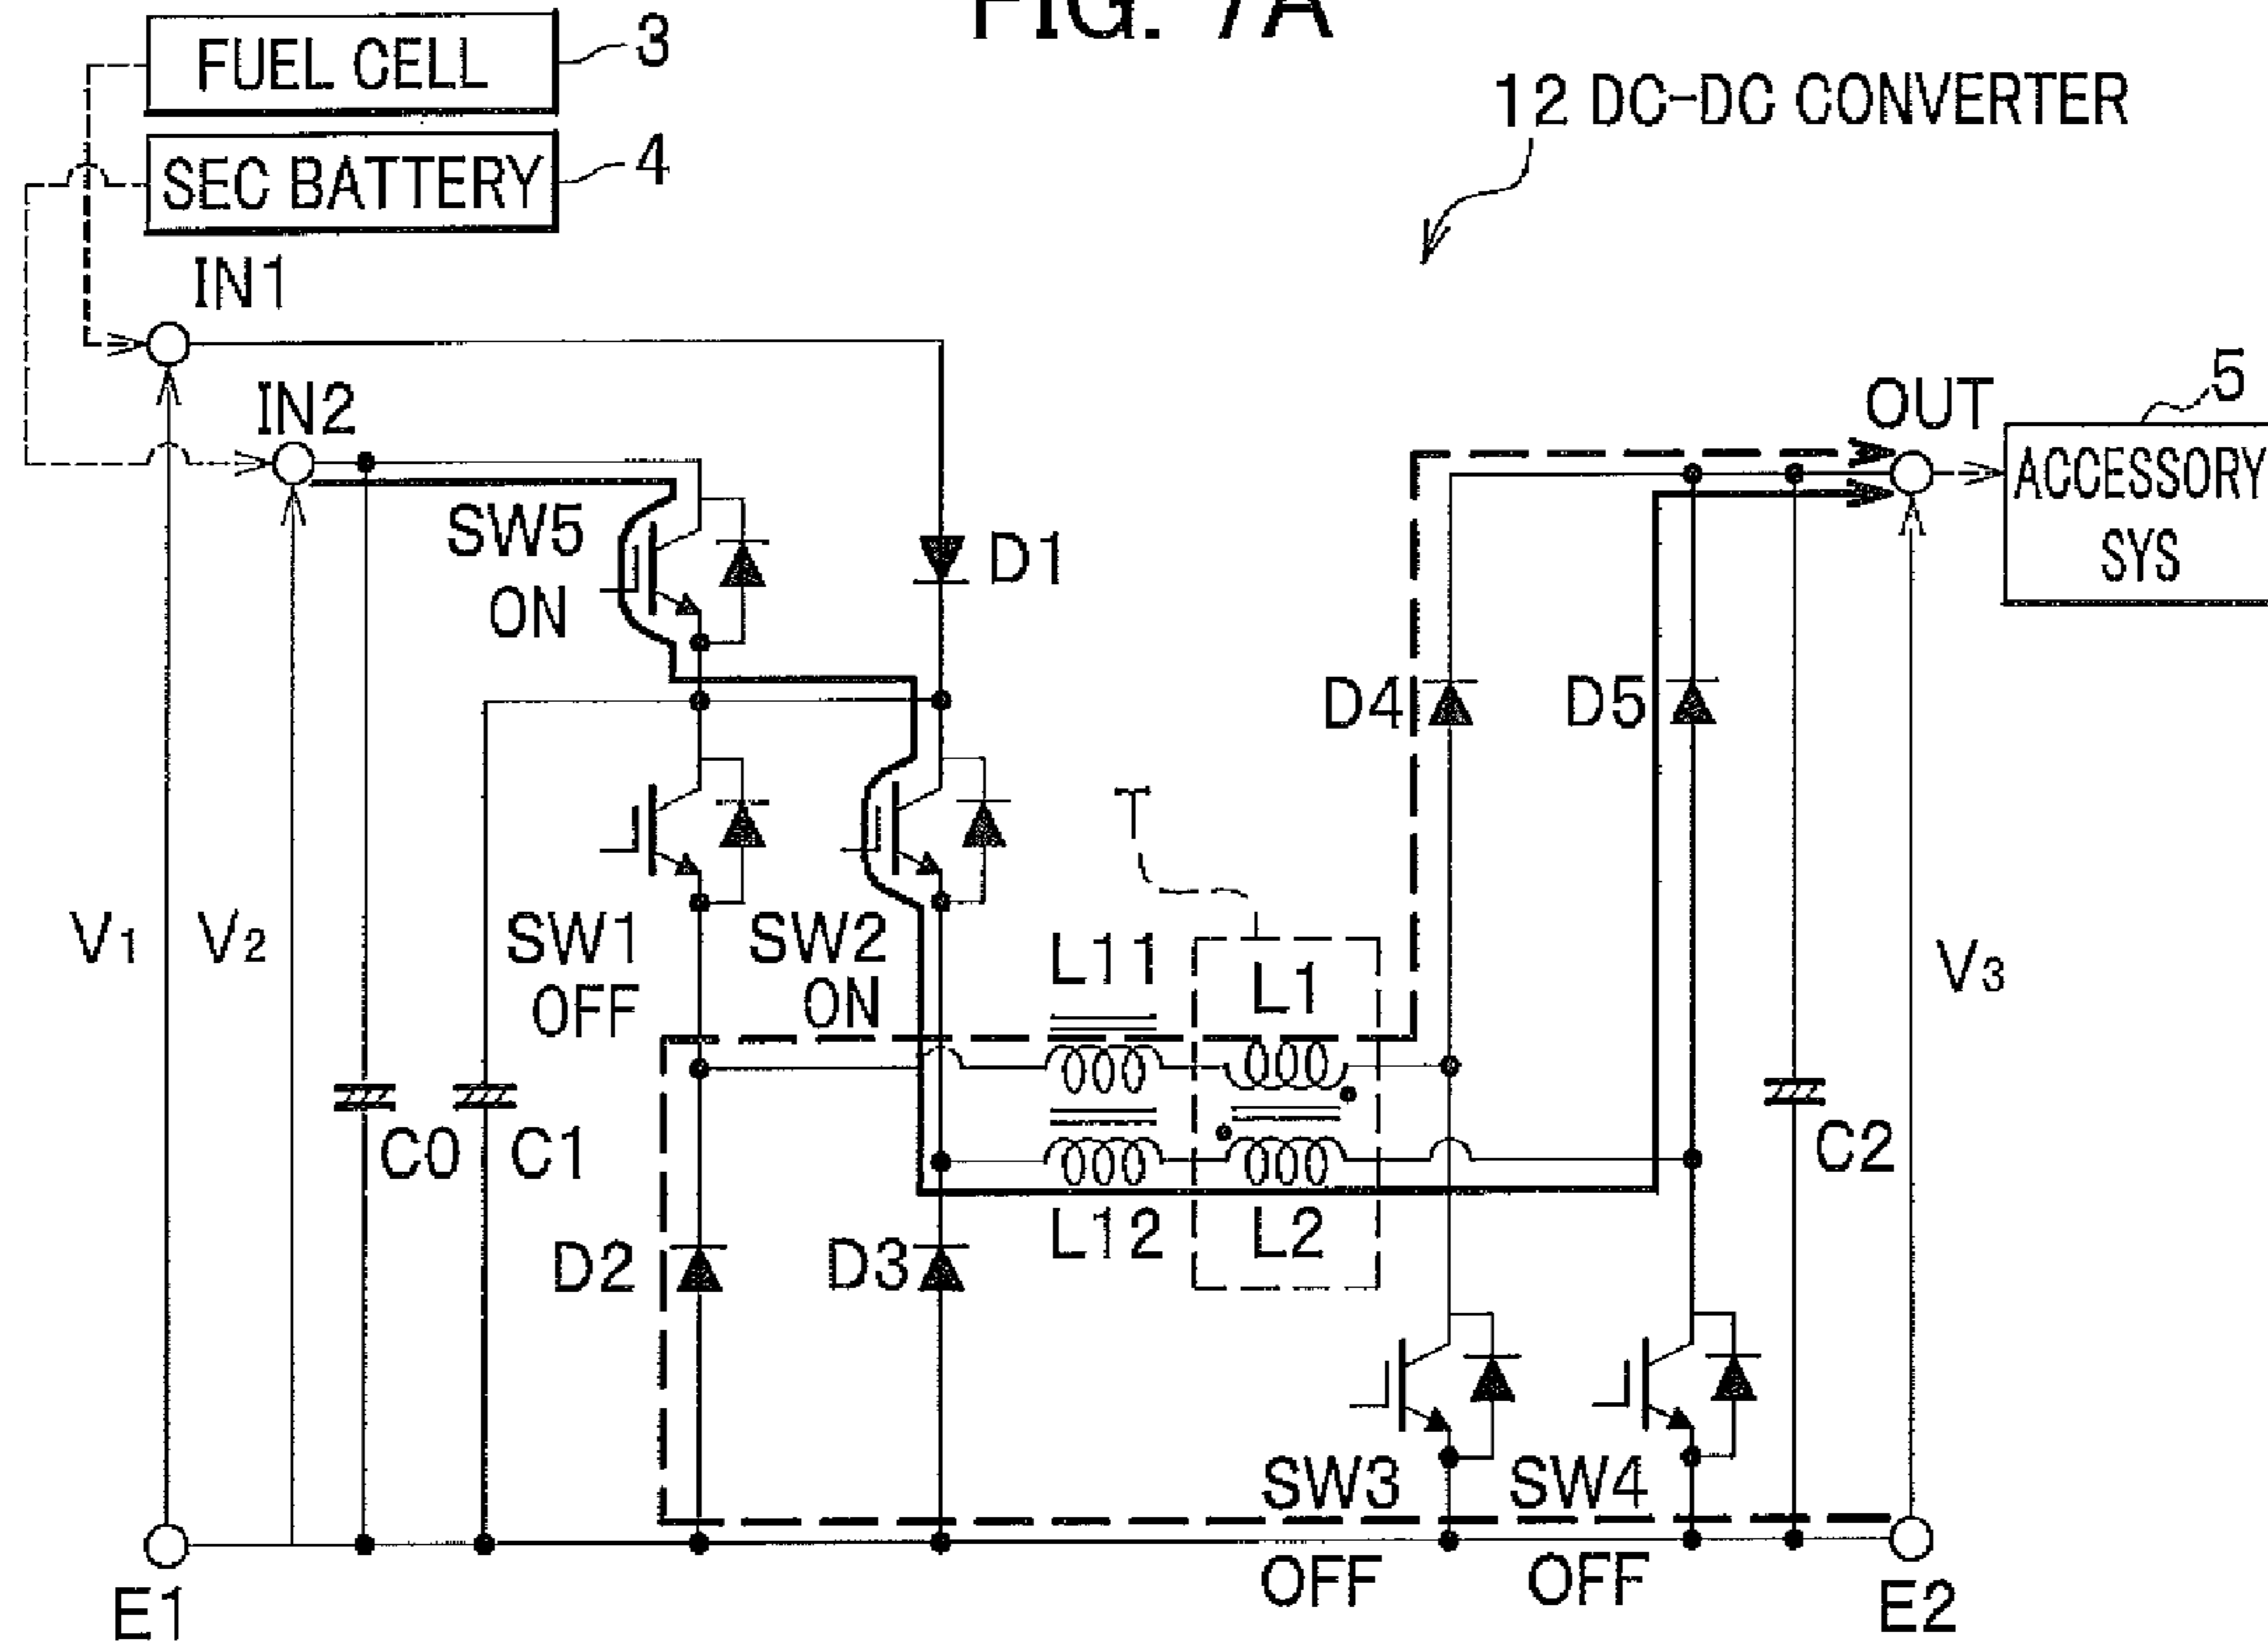 FIG. 7A
FUEL CELL
3
SEC BATTERY
4
12 DC-DC CONVERTER
IN1
IN2
OUT
5
ACCESSORY
SYS
SW5
ON
D1
D4
D5
T
V1
V2
SW1
OFF
SW2
ON
L11
L1
V3
C0
C1
C2
D2
D3
L12
L2
SW3
OFF
SW4
OFF
E1
E2